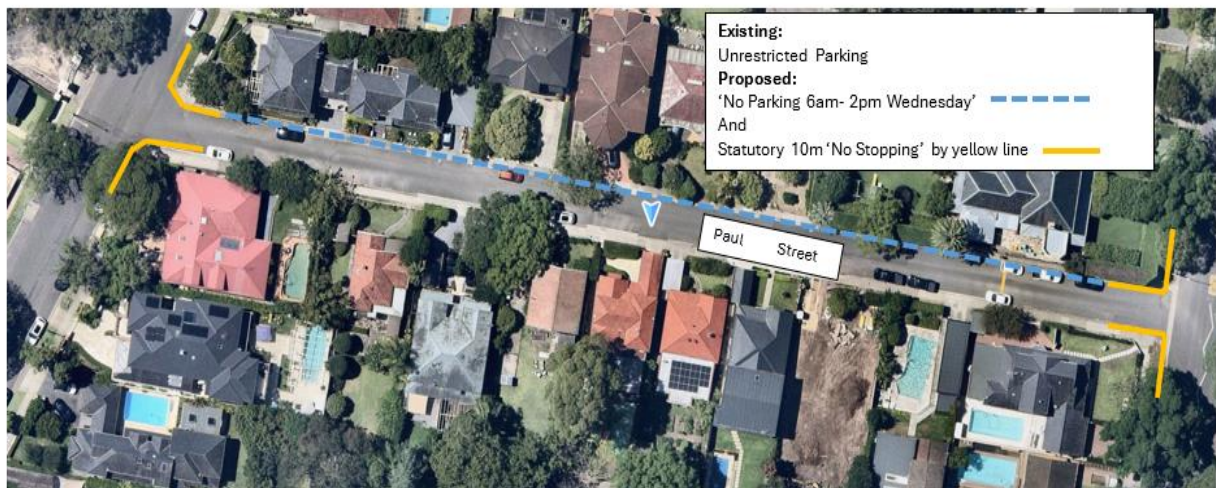 Existing:
Unrestricted Parking
Proposed:
‘No Parking 6am- 2pm Wednesday’
And
Statutory 10m ‘No Stopping’ by yellow line
Paul Street